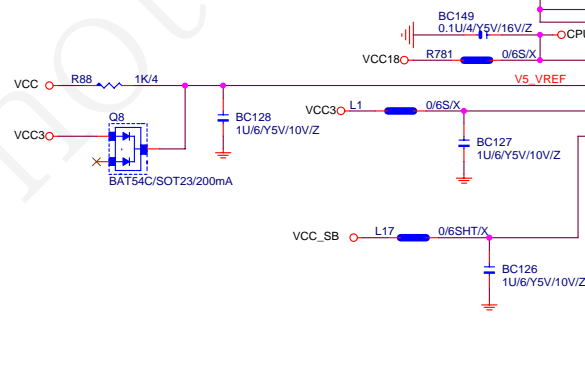 BC149
0.1U/4/Y5V/16V/Z
CPU
VCC18 R781 0/6S/X
VCC R88 1K/4 V5_VREF
VCC3 L1 0/6S/X
Q8
BC128
1U/6/Y5V/10V/Z
VCC3
BC127
1U/6/Y5V/10V/Z
BAT54C/SOT23/200mA
VCC_SB L17 0/6SHT/X
BC126
1U/6/Y5V/10V/Z